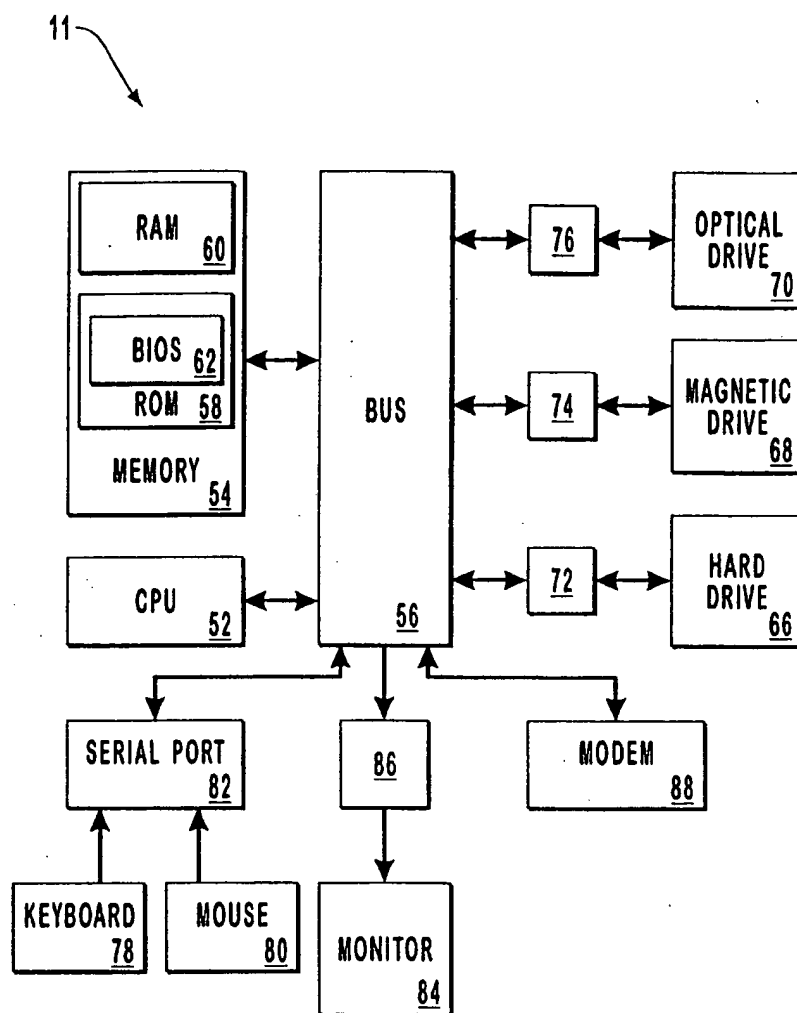 11
RAM
60
BIOS
62
ROM 58
MEMORY
54
CPU
52
BUS
56
76
OPTICAL
DRIVE
70
74
MAGNETIC
DRIVE
68
72
HARD
DRIVE
66
SERIAL PORT
82
86
MODEM
88
KEYBOARD
78
MOUSE
80
MONITOR
84